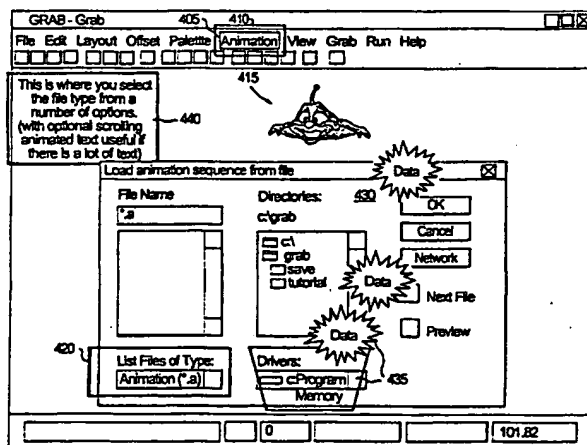 GRAB - Grab
405
410
File Edit Layout Offset Palette Animation View Grab Run Help
This is where you select
the file type from a
number of options.
(with optional scrolling
animated text useful if
there is a lot of text)
440
415
Load animation sequence from file
Data
File Name
*.a
Directories:
430
c:\grab
OK
Cancel
Network
c:\
grab
save
tutorial
Data
Next File
Data
Preview
420
List Files of Type:
Animation (*.a)
Drivers:
c:Program
435
Memory
0
101.82